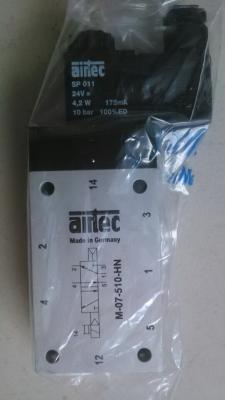 airtec
SP 011
24V =
4,2 W 175mA
10 bar 100%ED
14
3
airtec
Made in Germany
2
1
M-07-510-HN
4
5
12